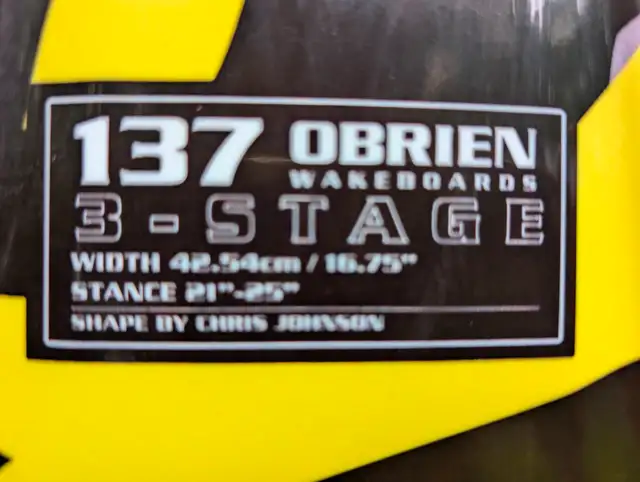 137 OBRIEN
WAKEBOARDS
3-STAGE
WIDTH 42.54cm / 16.75"
STANCE 21"-25"
SHAPE BY CHRIS JOHNSON